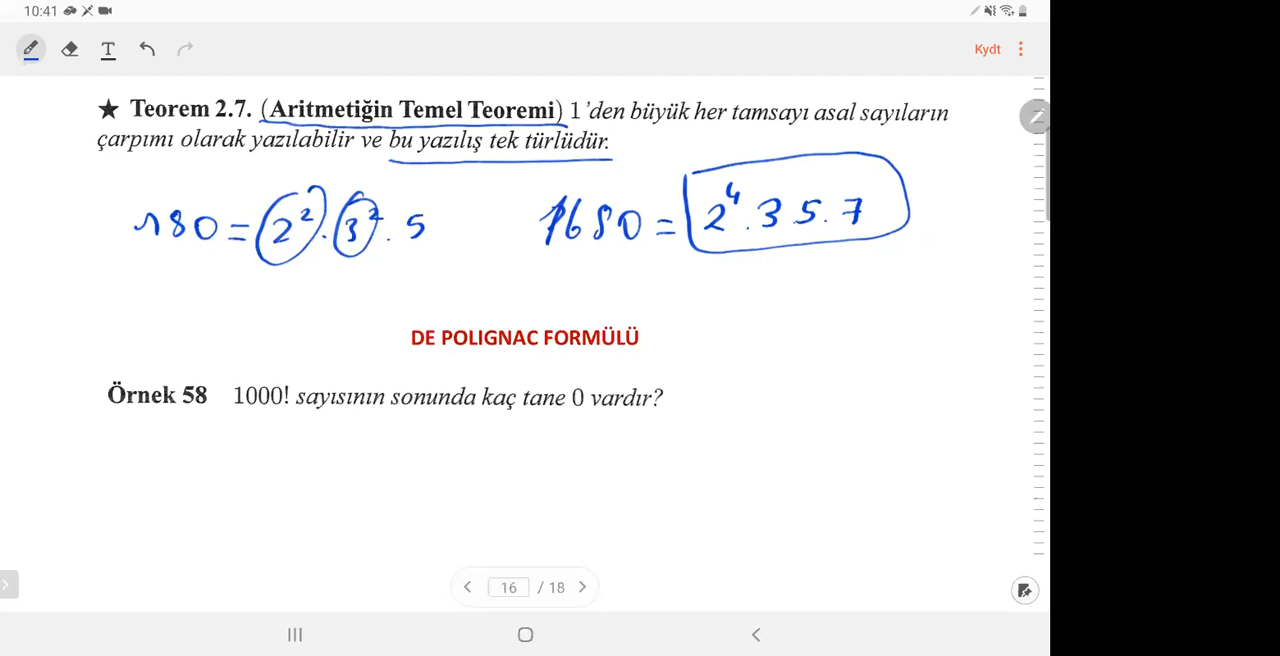 10:41
Kydt
★ Teorem 2.7. (Aritmetiğin Temel Teoremi) 1'den büyük her tamsayı asal sayıların
çarpımı olarak yazılabilir ve bu yazılış tek türlüdür.
180 = 2². 3². 5 1680 = 2⁴. 3 5. 7
DE POLIGNAC FORMÜLÜ
Örnek 58 1000! sayısının sonunda kaç tane 0 vardır?
16 / 18